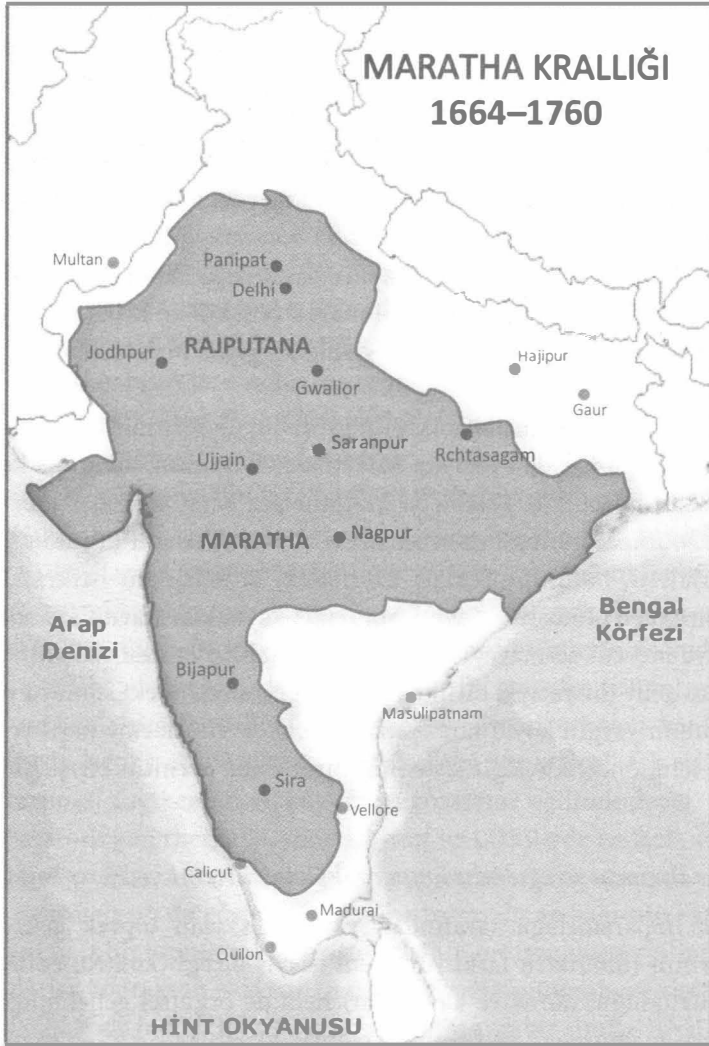 MARATHA KRALLIĞI
1664–1760
Multan
Panipat
Delhi
Jodhpur
RAJPUTANA
Gwalior
Hajipur
Gaur
Saranpur
Rchtasagam
Ujjain
MARATHA
Nagpur
Arap
Denizi
Bengal
Körfezi
Bijapur
Masulipatnam
Sira
Vellore
Calicut
Madurai
Quilon
HİNT OKYANUSU